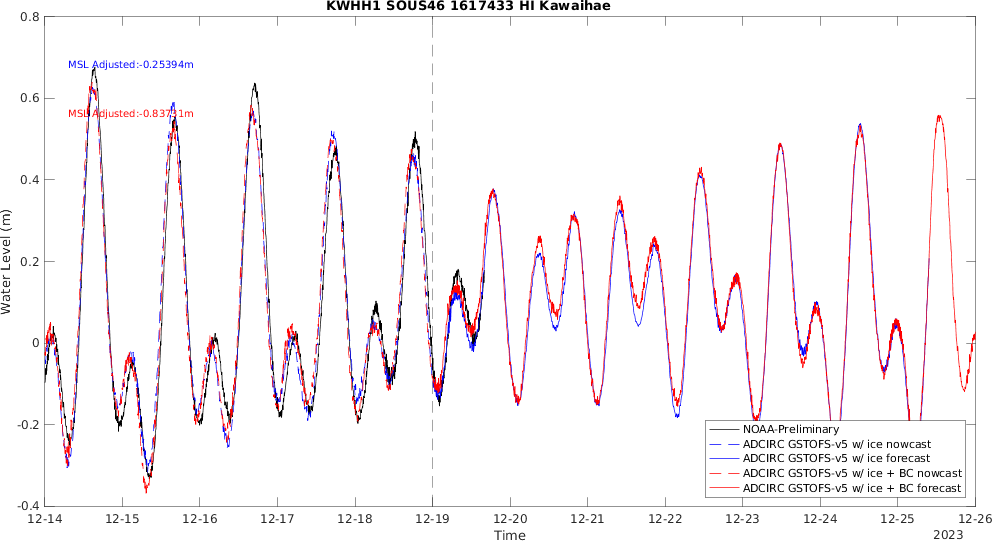 KWHH1 SOUS46 1617433 HI Kawaihae
0.8
0.6
0.4
0.2
0
-0.2
-0.4
Water Level (m)
MSL Adjusted:-0.25394m
MSL Adjusted:-0.83731m
NOAA-Preliminary
ADCIRC GSTOFS-v5 w/ ice nowcast
ADCIRC GSTOFS-v5 w/ ice forecast
ADCIRC GSTOFS-v5 w/ ice + BC nowcast
ADCIRC GSTOFS-v5 w/ ice + BC forecast
12-14 12-15 12-16 12-17 12-18 12-19 12-20 12-21 12-22 12-23 12-24 12-25 12-26
Time
2023